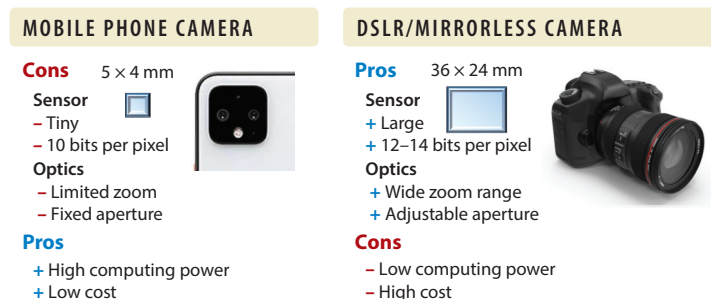 MOBILE PHONE CAMERA
Cons 5 × 4 mm
Sensor
– Tiny
– 10 bits per pixel
Optics
– Limited zoom
– Fixed aperture
Pros
+ High computing power
+ Low cost
DSLR/MIRRORLESS CAMERA
Pros 36 × 24 mm
Sensor
+ Large
+ 12–14 bits per pixel
Optics
+ Wide zoom range
+ Adjustable aperture
Cons
– Low computing power
– High cost